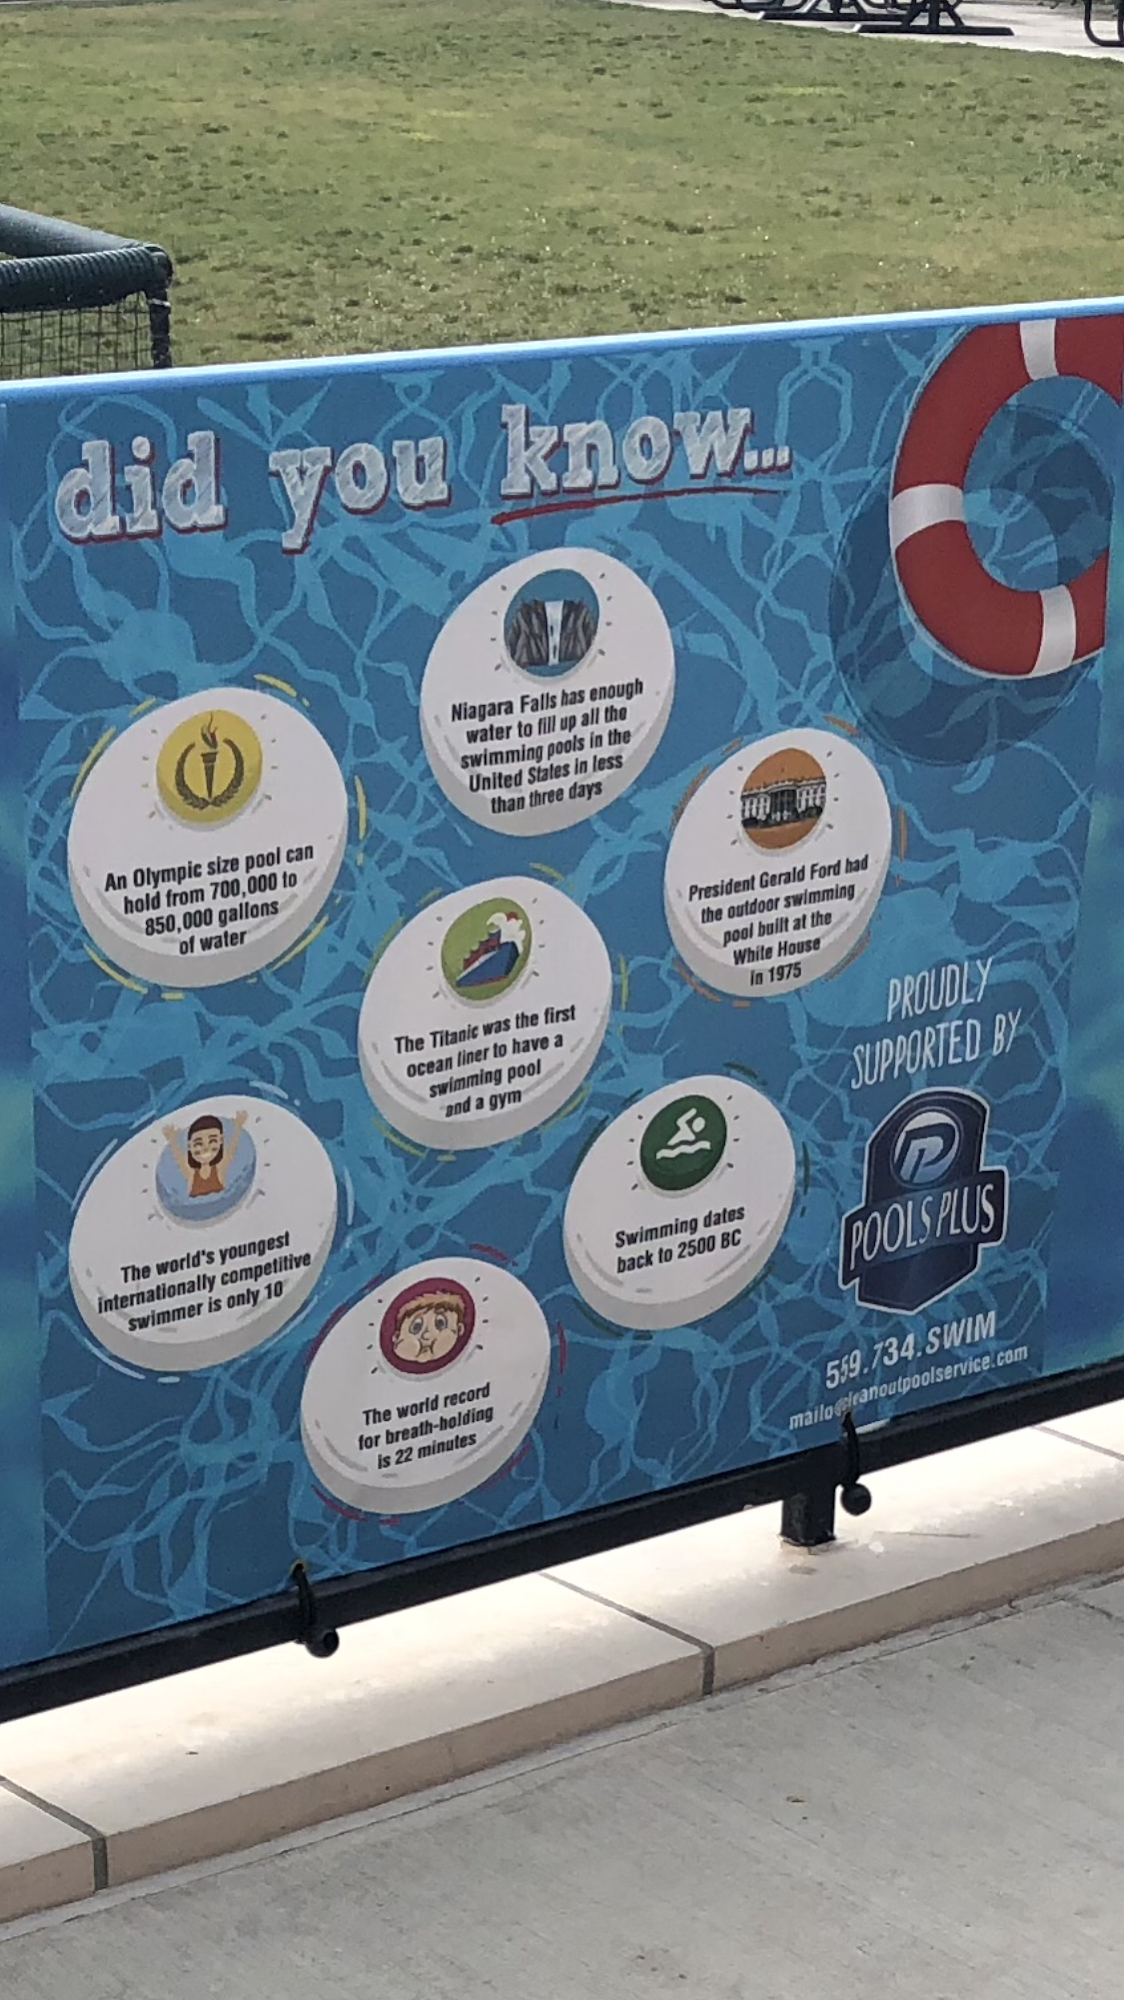 did you know...
Niagara Falls has enough
water to fill up all the
swimming pools in the
United States in less
than three days
An Olympic size pool can
hold from 700,000 to
850,000 gallons
of water
President Gerald Ford had
the outdoor swimming
pool built at the
White House
in 1975
The Titanic was the first
ocean liner to have a
swimming pool
and a gym
The world's youngest
internationally competitive
swimmer is only 10
Swimming dates
back to 2500 BC
The world record
for breath-holding
is 22 minutes
PROUDLY
SUPPORTED BY
P
POOLS PLUS
559.734.SWIM